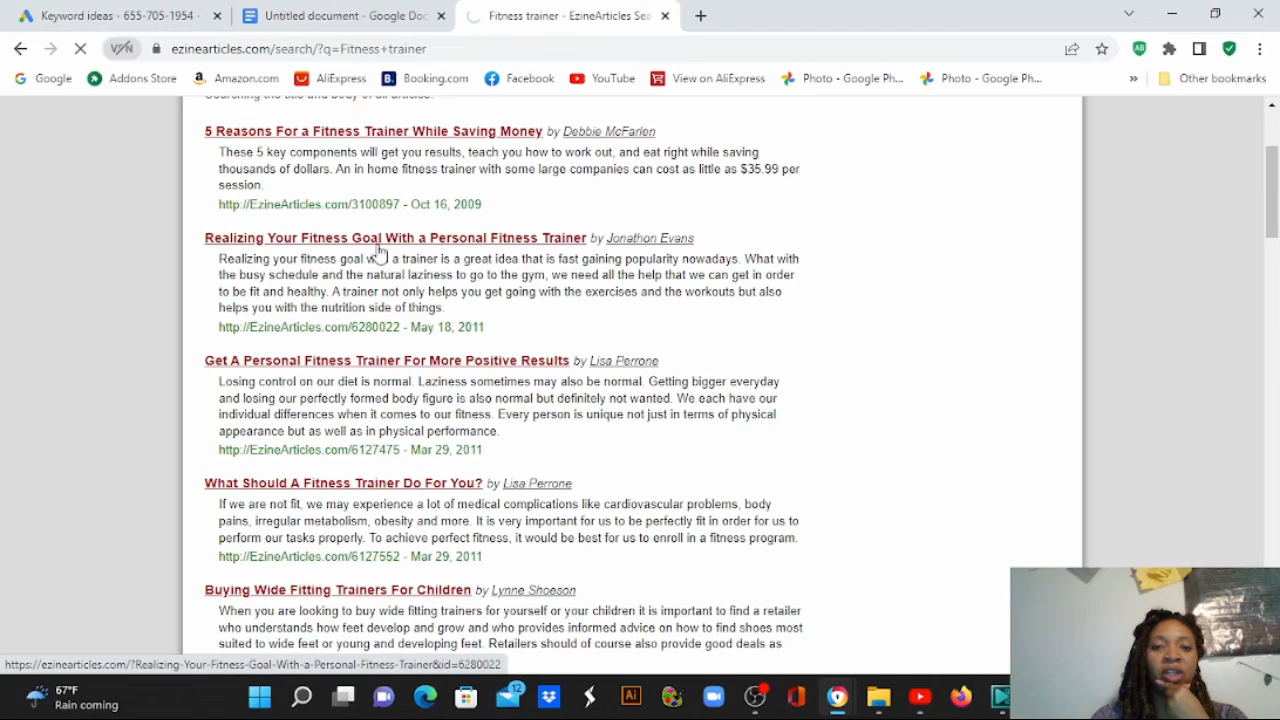 Keyword ideas - 655-705-1954 -
Untitled document - Google Doc
Fitness trainer - EzineArticles Sea
VPN
ezinearticles.com/search/?q=Fitness+trainer
Google
Addons Store
Amazon.com
AliExpress
Booking.com
Facebook
YouTube
View on AliExpress
Photo - Google Ph...
Photo - Google Ph...
»
Other bookmarks
Searching the title and body of all articles.
5 Reasons For a Fitness Trainer While Saving Money by Debbie McFarlen
These 5 key components will get you results, teach you how to work out, and eat right while saving
thousands of dollars. An in home fitness trainer with some large companies can cost as little as $35.99 per
session.
http://EzineArticles.com/3100897 - Oct 16, 2009
Realizing Your Fitness Goal With a Personal Fitness Trainer by Jonathon Evans
Realizing your fitness goal with a trainer is a great idea that is fast gaining popularity nowadays. What with
the busy schedule and the natural laziness to go to the gym, we need all the help that we can get in order
to be fit and healthy. A trainer not only helps you get going with the exercises and the workouts but also
helps you with the nutrition side of things.
http://EzineArticles.com/6280022 - May 18, 2011
Get A Personal Fitness Trainer For More Positive Results by Lisa Perrone
Losing control on our diet is normal. Laziness sometimes may also be normal. Getting bigger everyday
and losing our perfectly formed body figure is also normal but definitely not wanted. We each have our
individual differences when it comes to our fitness. Every person is unique not just in terms of physical
appearance but as well as in physical performance.
http://EzineArticles.com/6127475 - Mar 29, 2011
What Should A Fitness Trainer Do For You? by Lisa Perrone
If we are not fit, we may experience a lot of medical complications like cardiovascular problems, body
pains, irregular metabolism, obesity and more. It is very important for us to be perfectly fit in order for us to
perform our tasks properly. To achieve perfect fitness, it would be best for us to enroll in a fitness program.
http://EzineArticles.com/6127552 - Mar 29, 2011
Buying Wide Fitting Trainers For Children by Lynne Shoeson
When you are looking to buy wide fitting trainers for yourself or your children it is important to find a retailer
who understands how feet develop and grow and who provides informed advice on how to find shoes most
suited to wide feet or young and developing feet. Retailers should of course also provide good deals as
https://ezinearticles.com/?Realizing-Your-Fitness-Goal-With-a-Personal-Fitness-Trainer&id=6280022
67°F
Rain coming
12
Ai